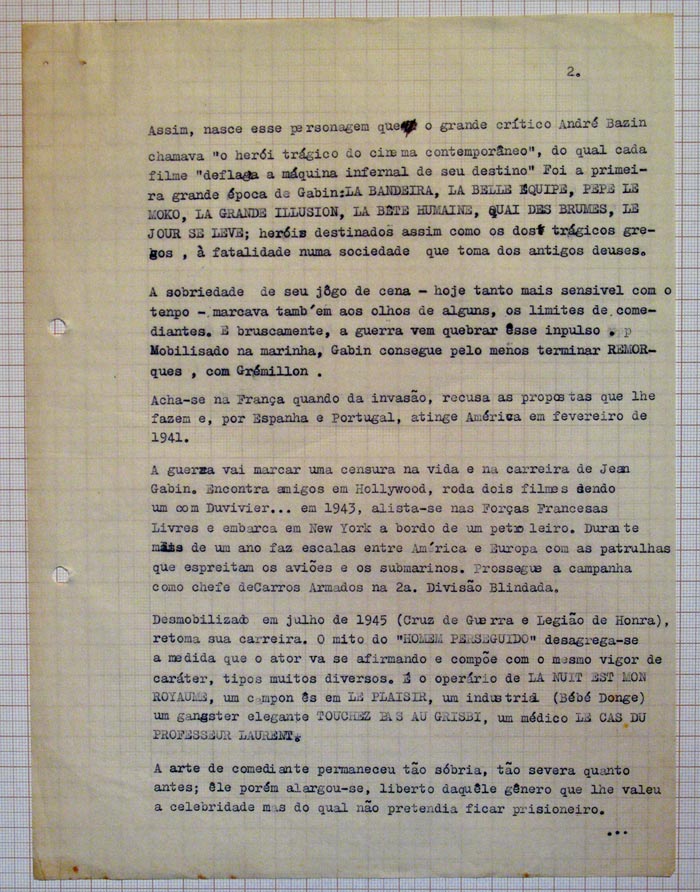 2.
Assim, nasce esse personagem que o grande crítico André Bazin
chamava "o herói trágico do cinema contemporâneo", do qual cada
filme "deflaga a máquina infernal de seu destino" Foi a primei-
ra grande época de Gabin:LA BANDEIRA, LA BELLE ÉQUIPE, PEPE LE
MOKO, LA GRANDE ILLUSION, LA BÊTE HUMAINE, QUAI DES BRUMES, LE
JOUR SE LEVE; heróis destinados assim como os dos trágicos gre-
gos , à fatalidade numa sociedade que toma dos antigos deuses.
A sobriedade de seu jôgo de cena - hoje tanto mais sensivel com o
tenpo - marcava tamb'em aos olhos de alguns, os limites de come-
diantes. E bruscamente, a guerra vem quebrar êsse inpulso . p
Mobilisado na marinha, Gabin consegue pelo menos terminar REMOR-
ques , com Grémillon .
Acha-se na França quando da invasão, recusa as propostas que lhe
fazem e, por Espanha e Portugal, atinge América em fevereiro de
1941.
A guerra vai marcar uma censura na vida e na carreira de Jean
Gabin. Encontra amigos em Hollywood, roda dois filmes dendo
um com Duvivier... em 1943, alista-se nas Forças Francesas
Livres e embarca em New York a bordo de um petroleiro. Durante
mais de um ano faz escalas entre América e Europa com as patrulhas
que espreitam os aviões e os submarinos. Prossegue a campanha
como chefe deCarros Armados na 2a. Divisão Blindada.
Desmobilizado em julho de 1945 (Cruz de Guerra e Legião de Honra),
retoma sua carreira. O mito do "HOMEM PERSEGUIDO" desagrega-se
a medida que o ator va se afirmando e compõe com o mesmo vigor de
caráter, tipos muitos diversos. É o operário de LA NUIT EST MON
ROYAUME, um campon ês em LE PLAISIR, um industrial (Bébé Donge)
um gangster elegante TOUCHEZ PAS AU GRISBI, um médico LE CAS DU
PROFESSEUR LAURENT.
A arte de comediante permaneceu tão sóbria, tão severa quanto
antes; êle porém alargou-se, liberto daquêle gênero que lhe valeu
a celebridade mas do qual não pretendia ficar prisioneiro.
...